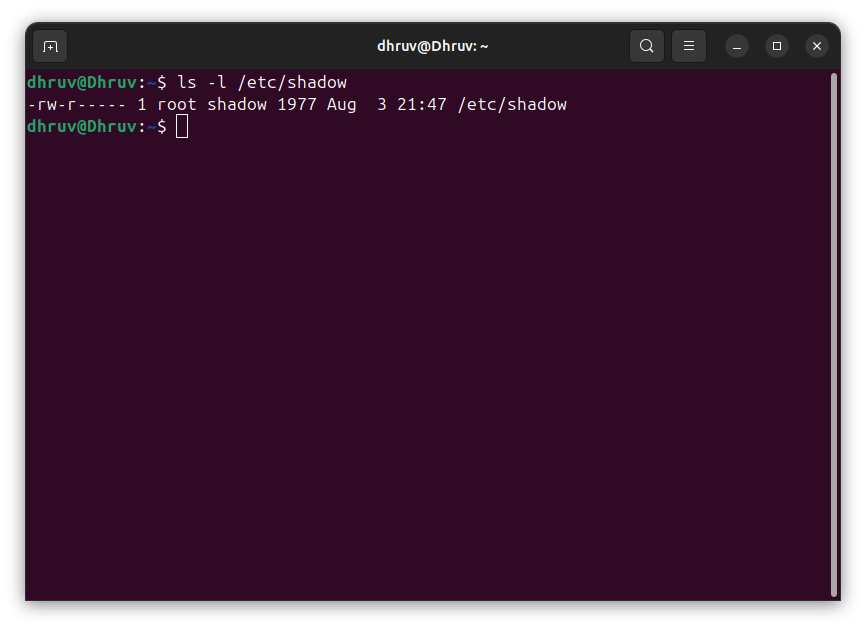 dhruv@Dhruv: ~
dhruv@Dhruv:~$ ls -l /etc/shadow
-rw-r----- 1 root shadow 1977 Aug  3 21:47 /etc/shadow
dhruv@Dhruv:~$